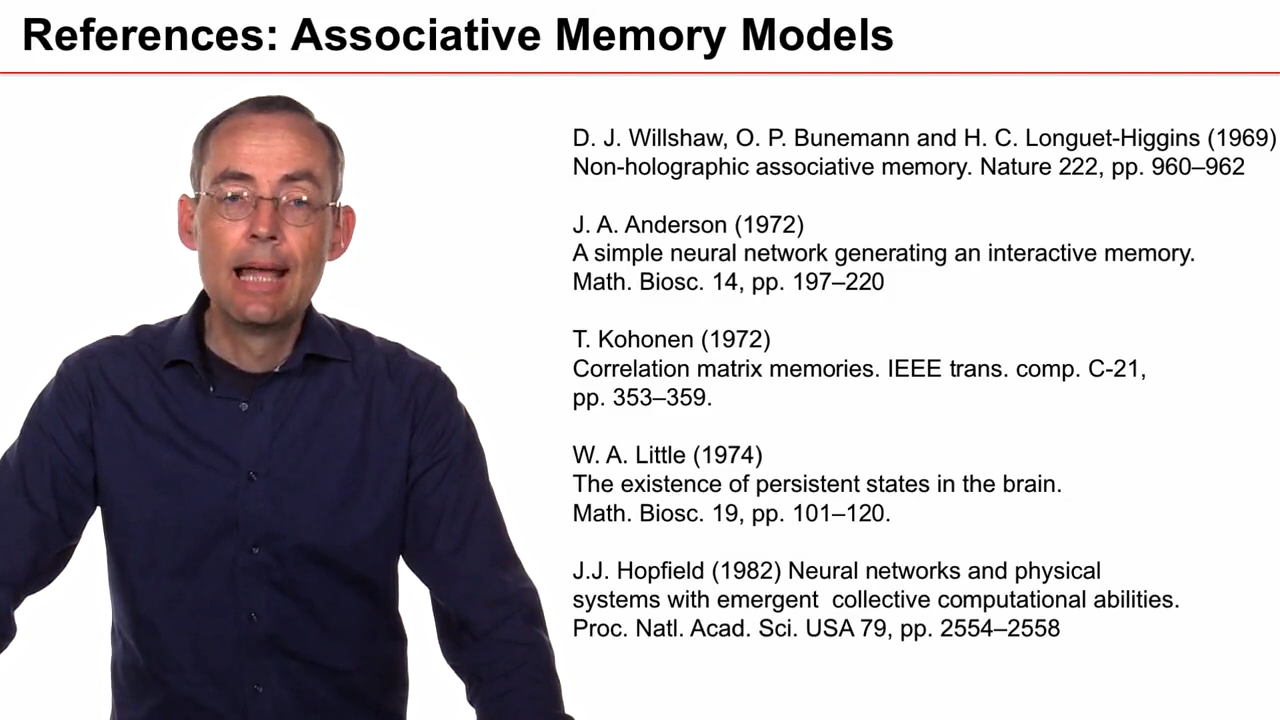 References: Associative Memory Models
D. J. Willshaw, O. P. Bunemann and H. C. Longuet-Higgins (1969)
Non-holographic associative memory. Nature 222, pp. 960–962
J. A. Anderson (1972)
A simple neural network generating an interactive memory.
Math. Biosc. 14, pp. 197–220
T. Kohonen (1972)
Correlation matrix memories. IEEE trans. comp. C-21,
pp. 353–359.
W. A. Little (1974)
The existence of persistent states in the brain.
Math. Biosc. 19, pp. 101–120.
J.J. Hopfield (1982) Neural networks and physical
systems with emergent  collective computational abilities.
Proc. Natl. Acad. Sci. USA 79, pp. 2554–2558